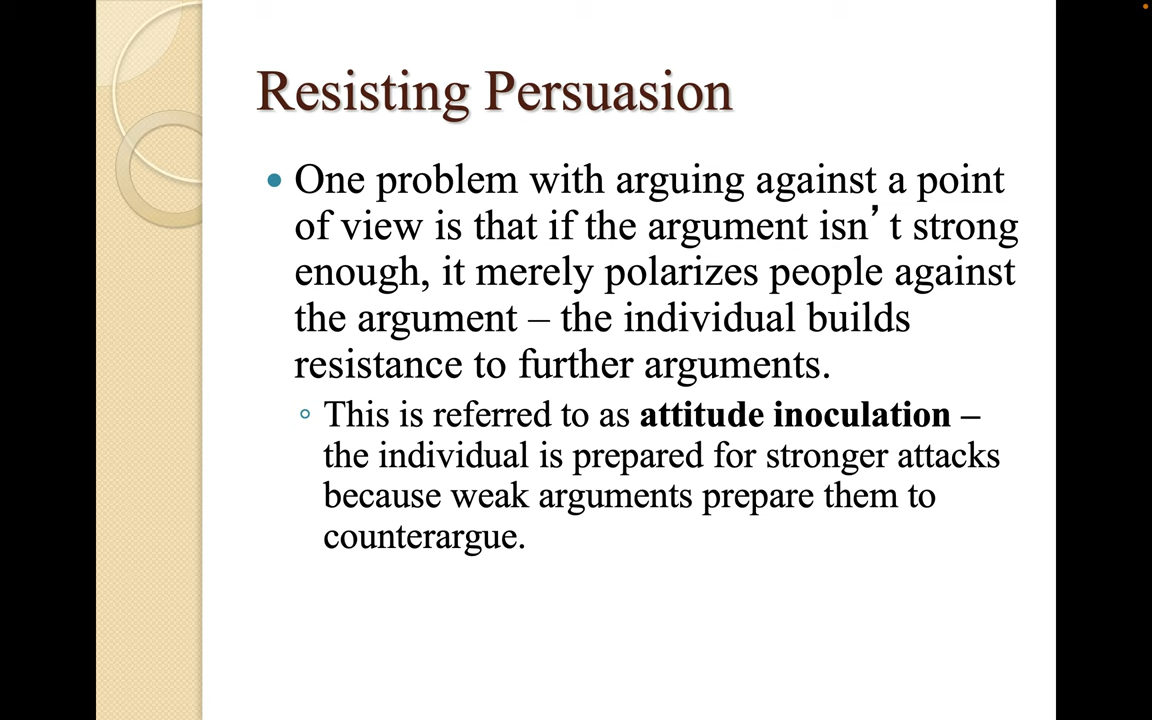 Resisting Persuasion
• One problem with arguing against a point
of view is that if the argument isn’t strong
enough, it merely polarizes people against
the argument – the individual builds
resistance to further arguments.
◦ This is referred to as attitude inoculation –
the individual is prepared for stronger attacks
because weak arguments prepare them to
counterargue.